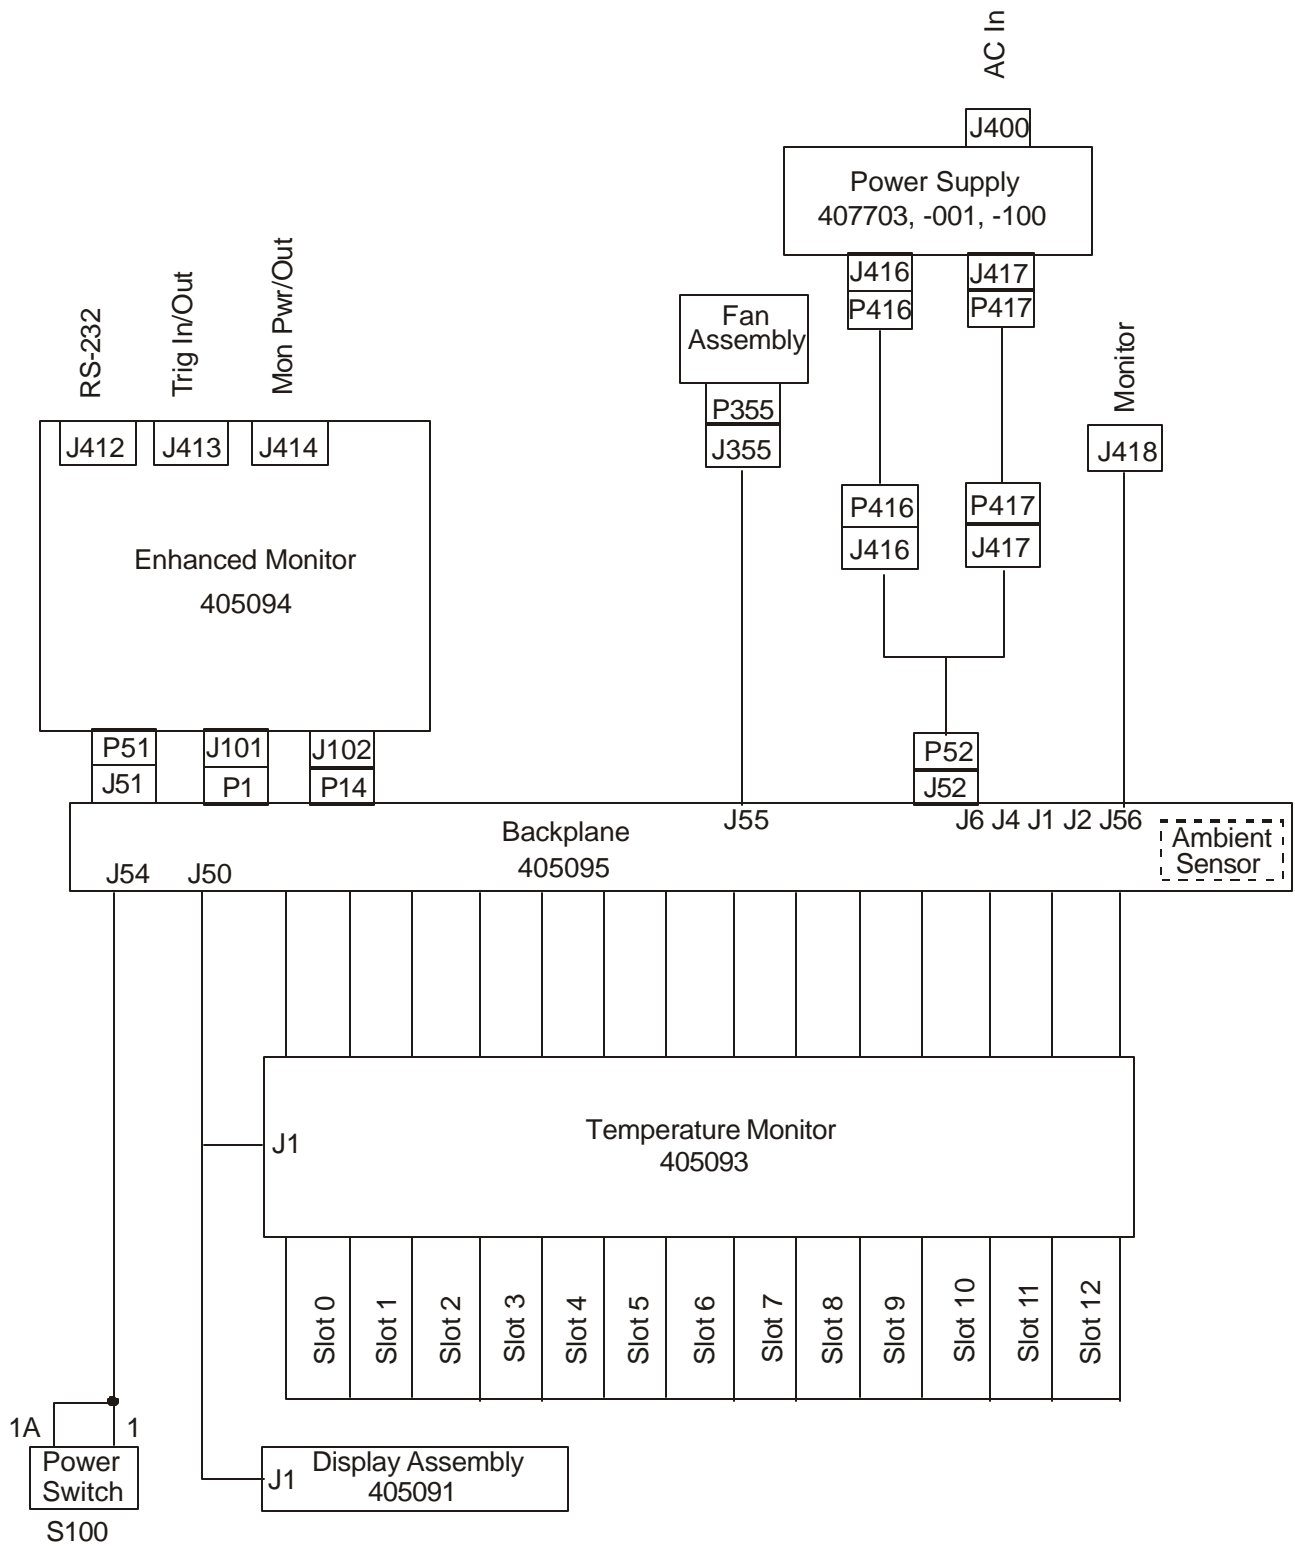 AC In
J400
Power Supply
407703, -001, -100
J416
J417
P416
P417
RS-232
Trig In/Out
Mon Pwr/Out
Fan
Assembly
P355
J355
Monitor
J418
J412
J413
J414
P416
P417
J416
J417
Enhanced Monitor
405094
P51
J101
J102
J51
P1
P14
P52
J52
Backplane
405095
J55
J6 J4 J1 J2 J56
Ambient
Sensor
J54
J50
J1
Temperature Monitor
405093
Slot 0
Slot 1
Slot 2
Slot 3
Slot 4
Slot 5
Slot 6
Slot 7
Slot 8
Slot 9
Slot 10
Slot 11
Slot 12
1A
1
Power
Switch
S100
J1
Display Assembly
405091